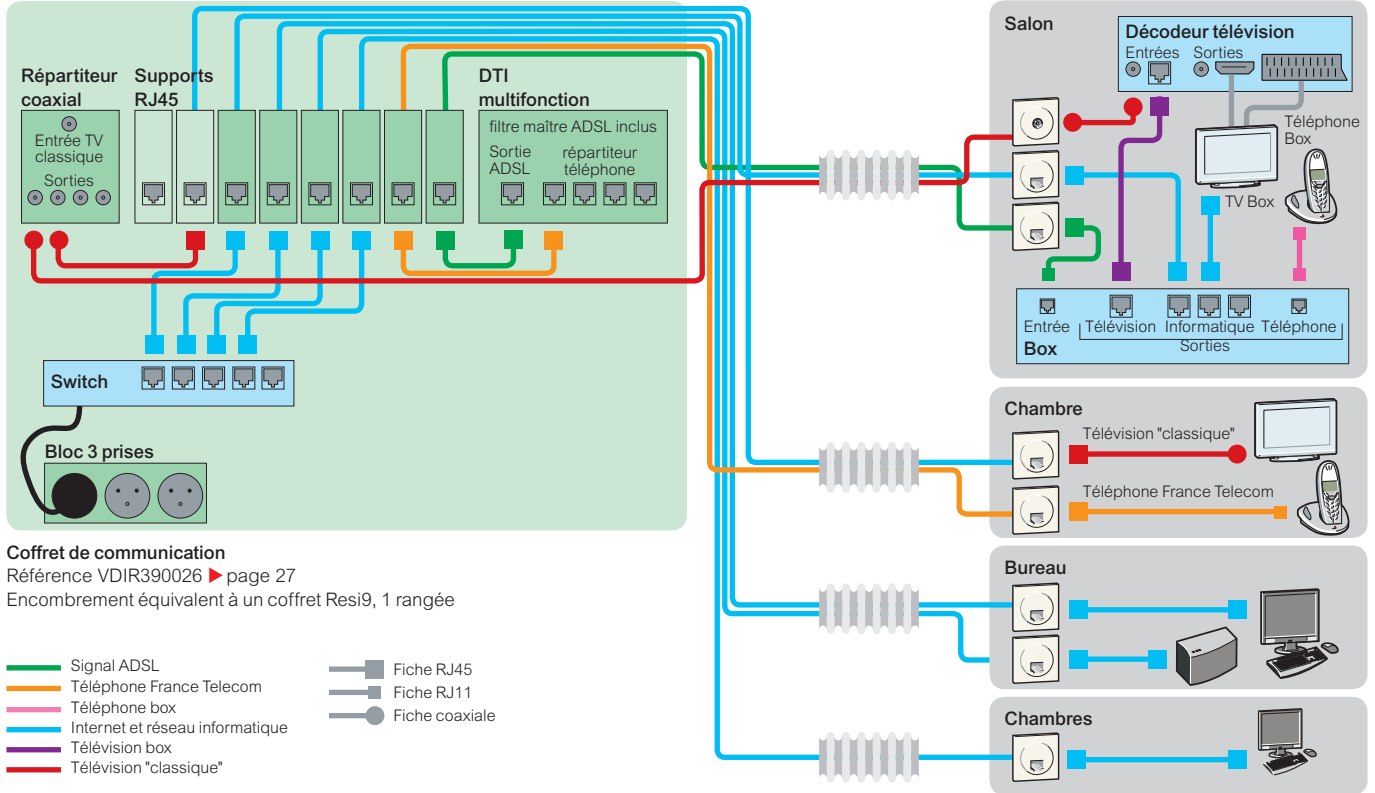 Répartiteur
coaxial
Entrée TV
classique
Sorties
Supports
RJ45
DTI
multifonction
filtre maître ADSL inclus
Sortie
ADSL
répartiteur
téléphone
Switch
Bloc 3 prises
Coffret de communication
Référence VDIR390026 ▶ page 27
Encombrement équivalent à un coffret Resi9, 1 rangée
Signal ADSL
Téléphone France Telecom
Téléphone box
Internet et réseau informatique
Télévision box
Télévision "classique"
Fiche RJ45
Fiche RJ11
Fiche coaxiale
Salon
Décodeur télévision
Entrées Sorties
Téléphone
Box
TV Box
Entrée Télévision Informatique Téléphone
Sorties
Box
Chambre
Télévision "classique"
Téléphone France Telecom
Bureau
Chambres